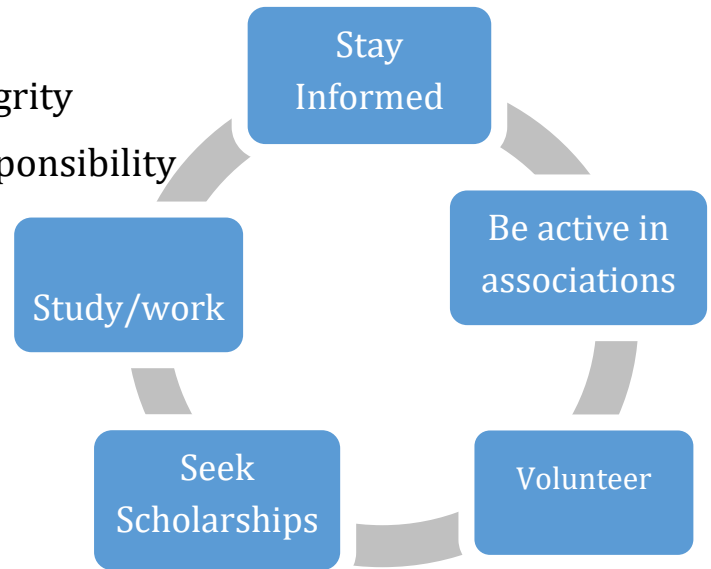 Stay
Informed
grity
ponsibility
Be active in
associations
Study/work
Seek
Scholarships
Volunteer